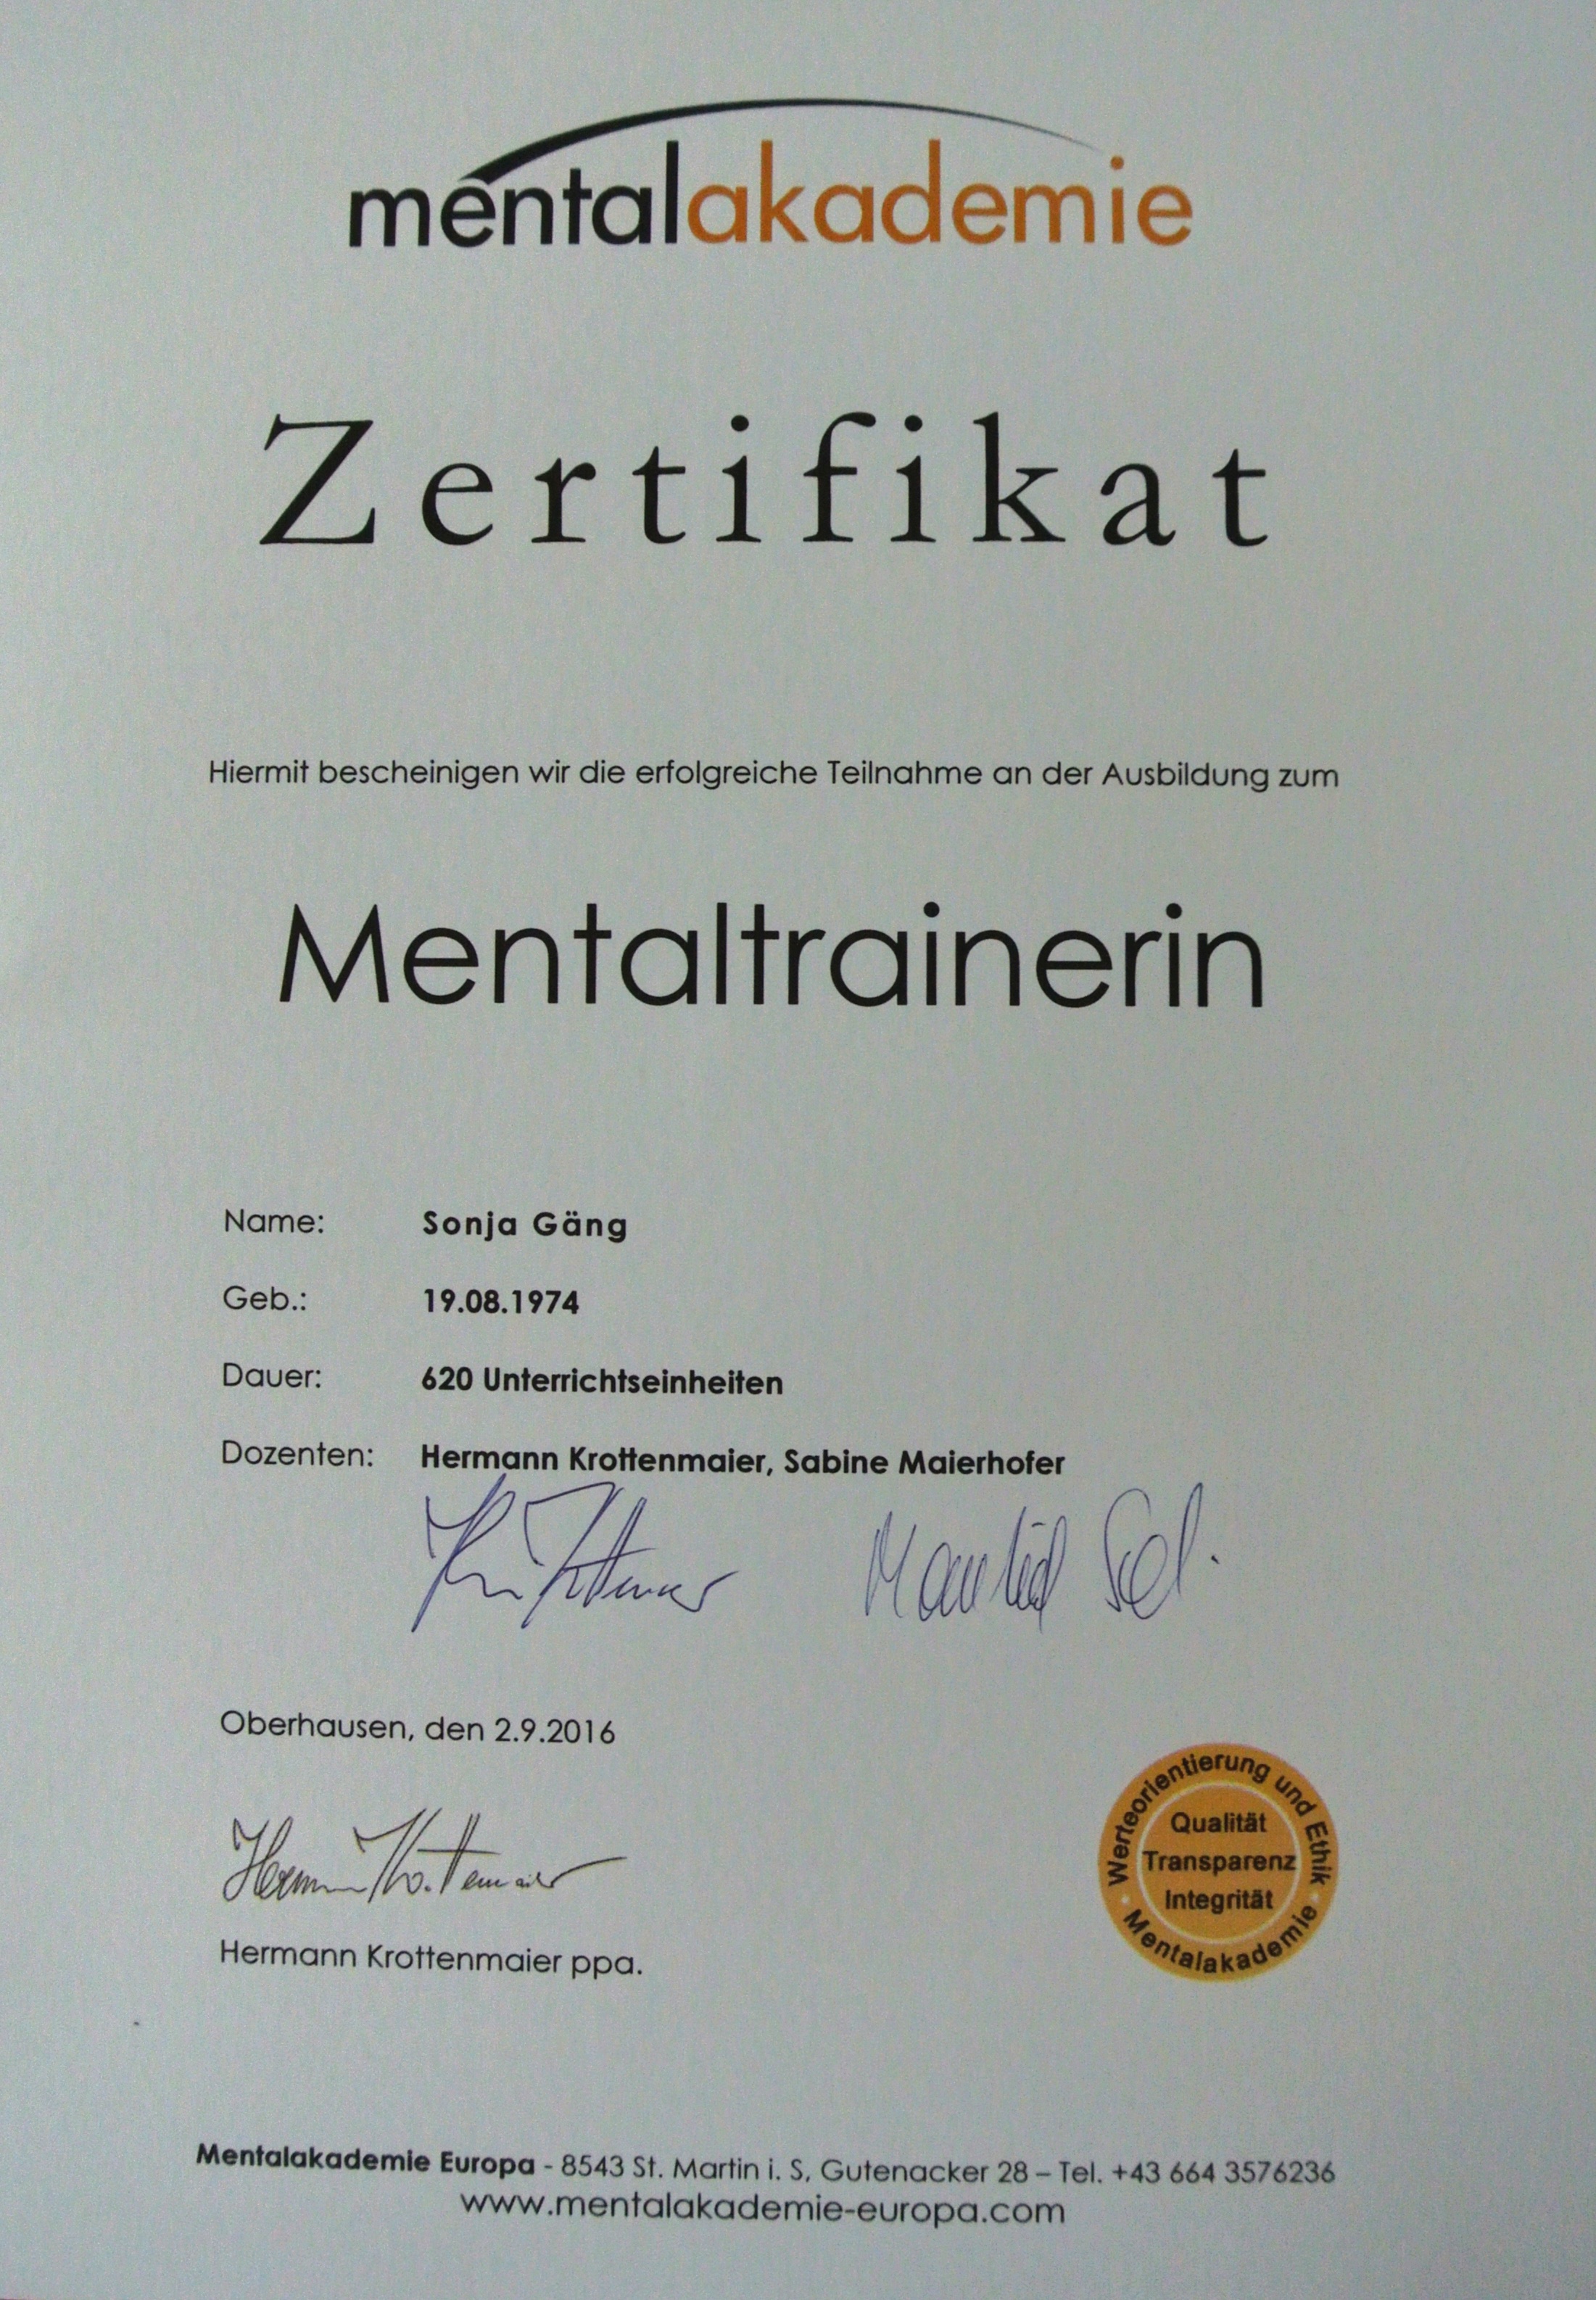 mentalakademie
Zertifikat
Hiermit bescheinigen wir die erfolgreiche Teilnahme an der Ausbildung zum
Mentaltrainerin
Name: Sonja Gäng
Geb.: 19.08.1974
Dauer: 620 Unterrichtseinheiten
Dozenten: Hermann Krottenmaier, Sabine Maierhofer
Oberhausen, den 2.9.2016
Hermann Krottenmaier ppa.
Werteorientierung und Ethik
Qualität
Transparenz
Integrität
Mentalakademie
Mentalakademie Europa - 8543 St. Martin i. S, Gutenacker 28 – Tel. +43 664 3576236
www.mentalakademie-europa.com